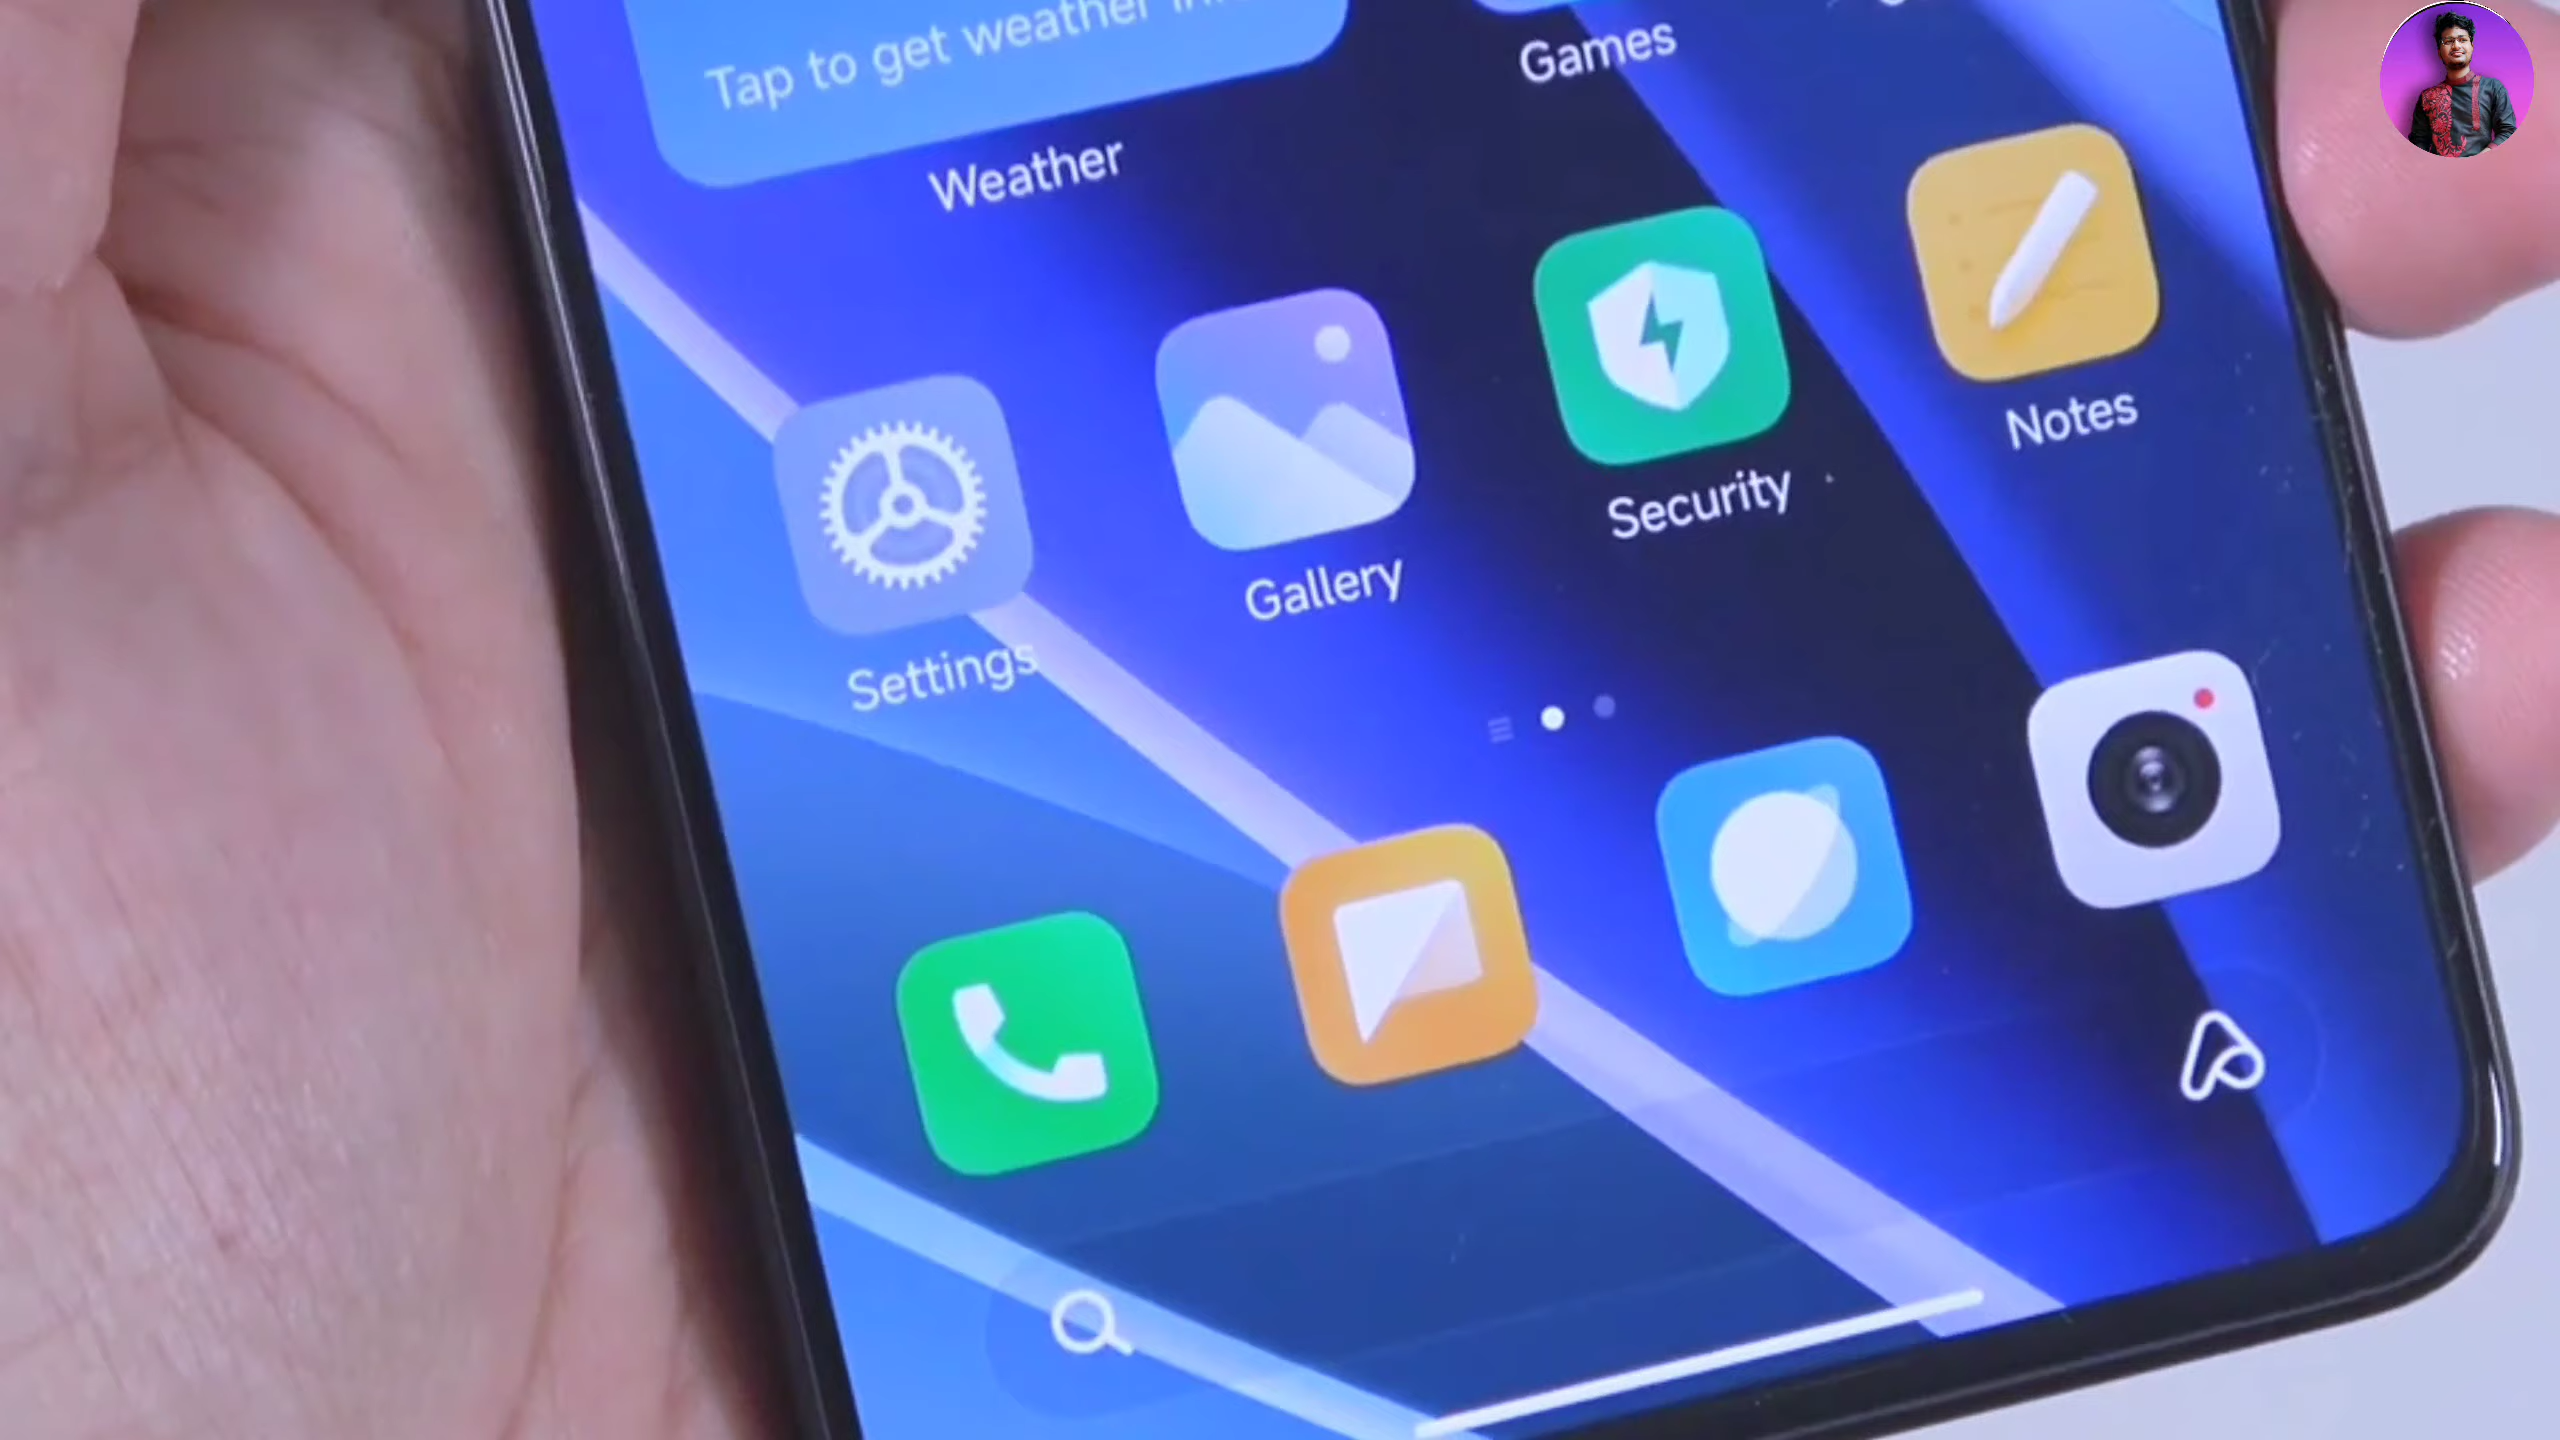 Tap to get weather
Weather
Games
Settings
Gallery
Security
Notes